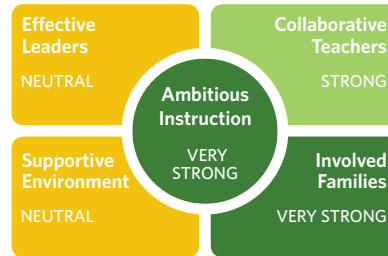 Effective
Leaders
NEUTRAL
Collaborative
Teachers
STRONG
Ambitious
Instruction
VERY
STRONG
Supportive
Environment
NEUTRAL
Involved
Families
VERY STRONG